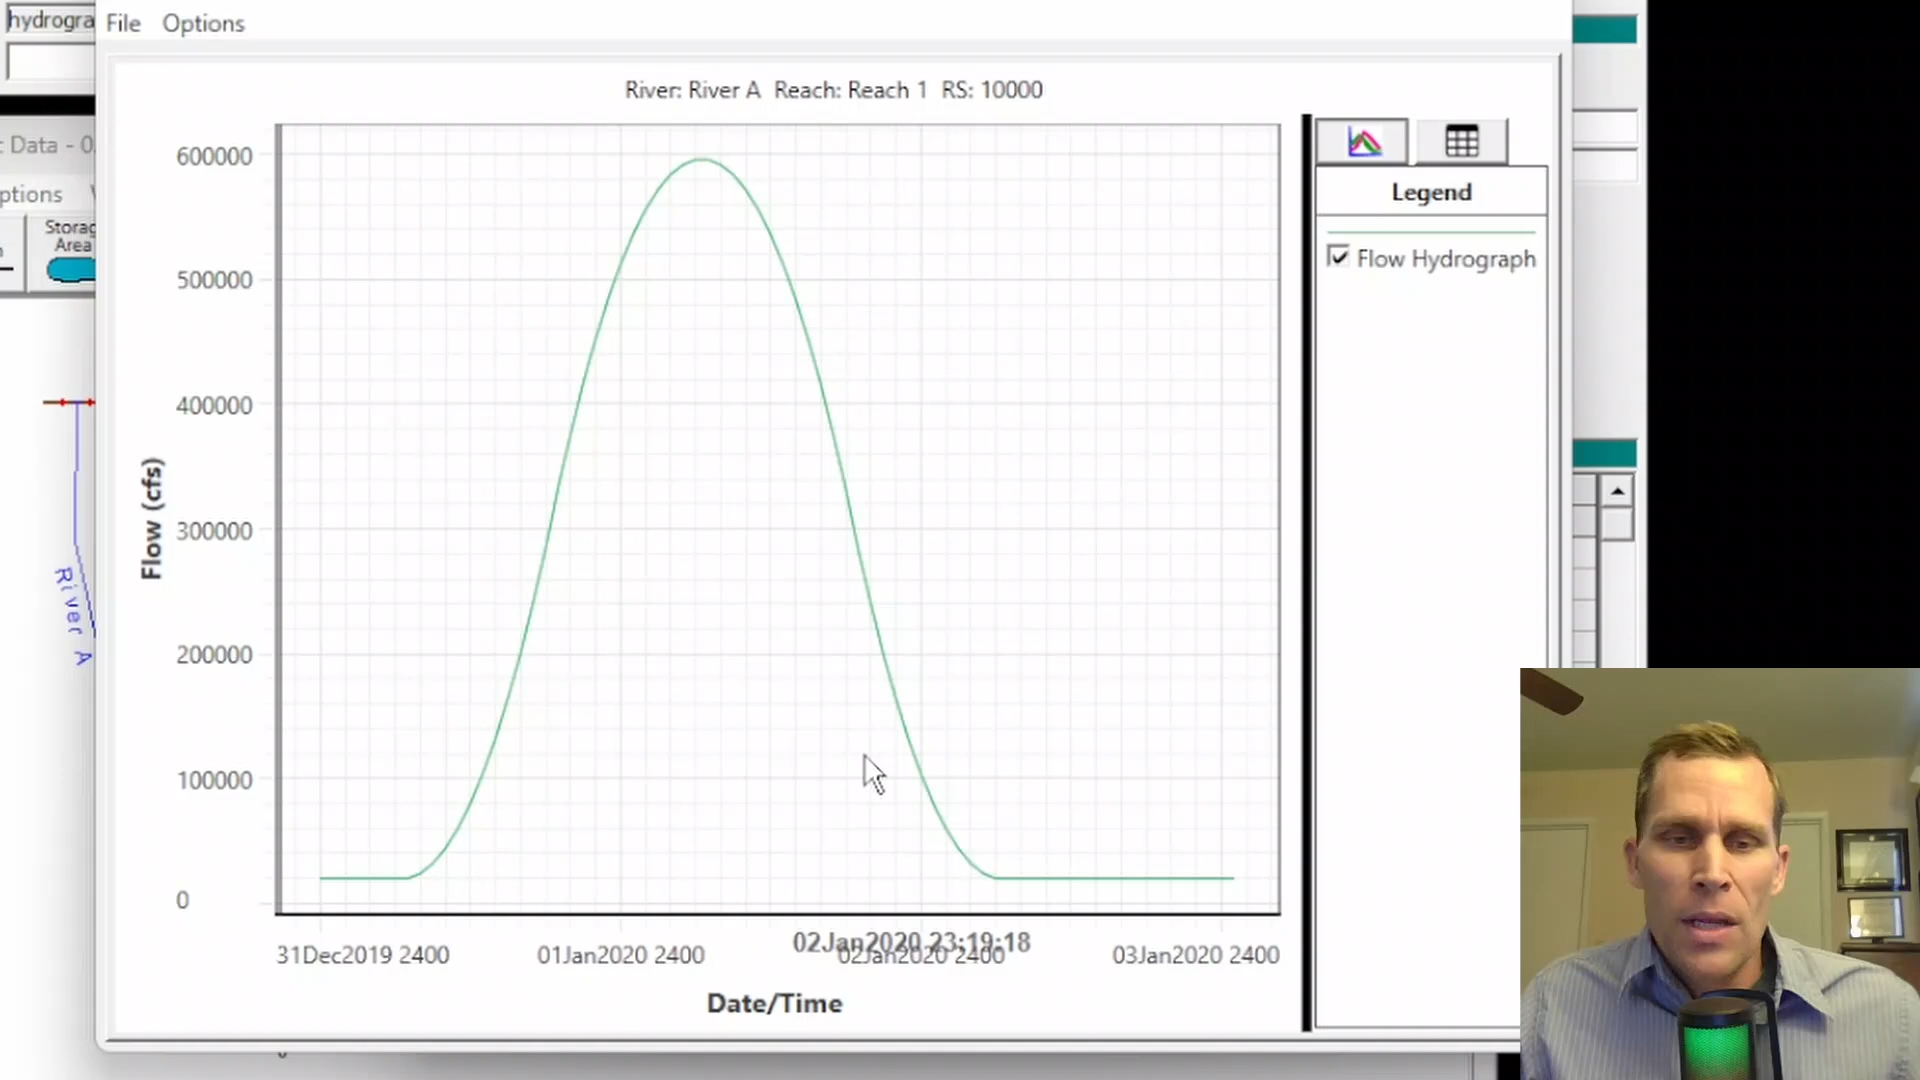 hydrogra
File Options
River: River A Reach: Reach 1 RS: 10000
Data - 0
ptions
Storag
Area
600000
500000
400000
300000
200000
100000
0
Flow (cfs)
Legend
Flow Hydrograph
River A
02Jan2020 23:19:18
31Dec2019 2400
01Jan2020 2400
02Jan2020 2400
03Jan2020 2400
Date/Time